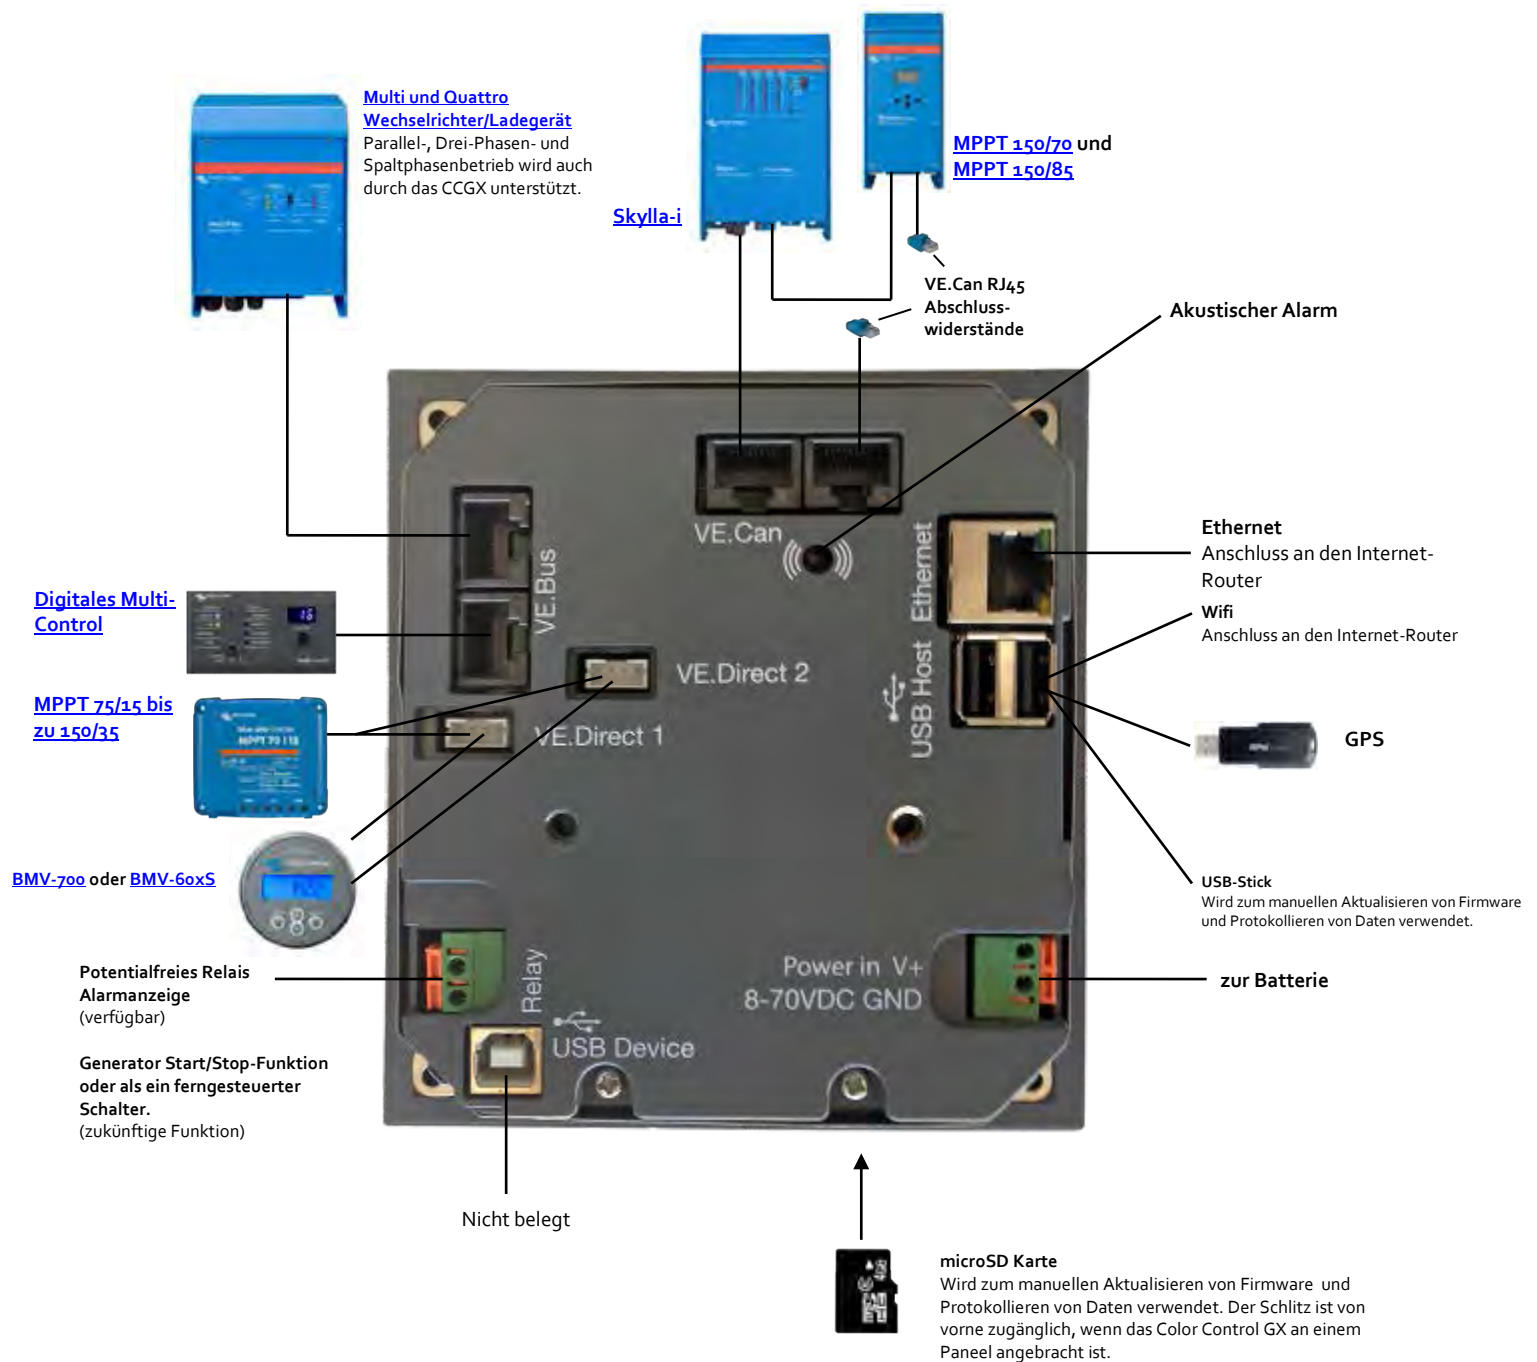 Multi und Quattro
Wechselrichter/Ladegerät
Parallel-, Drei-Phasen- und
Spaltphasenbetrieb wird auch
durch das CCGX unterstützt.
Skylla-i
MPPT 150/70 und
MPPT 150/85
VE.Can RJ45
Abschluss-
widerstände
Akustischer Alarm
VE.Can
Ethernet
Ethernet
Anschluss an den Internet-
Router
Wifi
Anschluss an den Internet-Router
VE.Bus
Digitales Multi-
Control
VE.Direct 2
USB Host
MPPT 75/15 bis
zu 150/35
MPPT 70 | 15
VE.Direct 1
GPS
BMV-700 oder BMV-60xS
USB-Stick
Wird zum manuellen Aktualisieren von Firmware
und Protokollieren von Daten verwendet.
Potentialfreies Relais
Alarmanzeige
(verfügbar)
Relay
Power in V+
8-70VDC GND
zur Batterie
USB Device
Generator Start/Stop-Funktion
oder als ein ferngesteuerter
Schalter.
(zukünftige Funktion)
Nicht belegt
4GB
microSD Karte
Wird zum manuellen Aktualisieren von Firmware und
Protokollieren von Daten verwendet. Der Schlitz ist von
vorne zugänglich, wenn das Color Control GX an einem
Paneel angebracht ist.